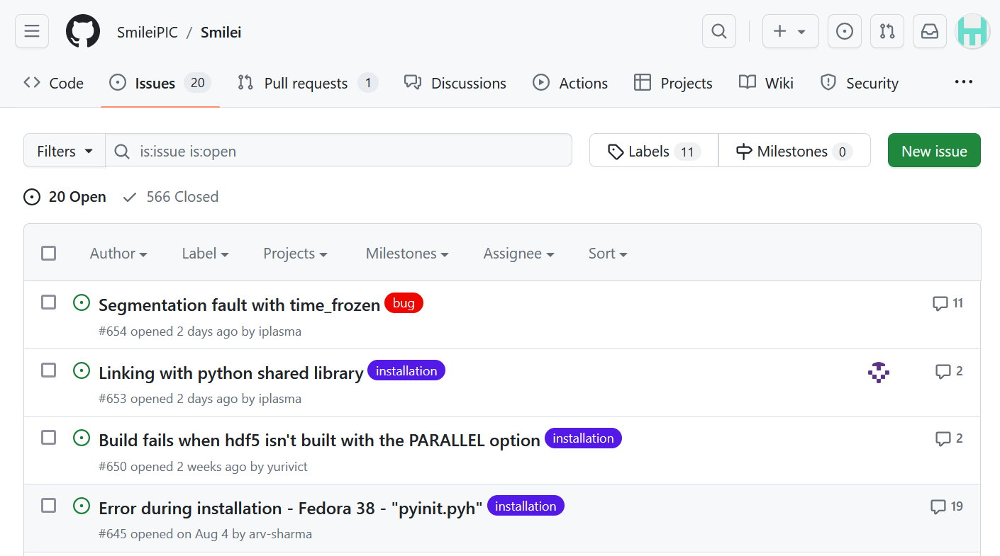 SmileiPIC / Smilei
Code Issues 20 Pull requests 1 Discussions Actions Projects Wiki Security
Filters is:issue is:open Labels 11 Milestones 0 New issue
20 Open 566 Closed
Author Label Projects Milestones Assignee Sort
Segmentation fault with time_frozen bug 11
#654 opened 2 days ago by iplasma
Linking with python shared library installation 2
#653 opened 2 days ago by iplasma
Build fails when hdf5 isn't built with the PARALLEL option installation 2
#650 opened 2 weeks ago by yurivict
Error during installation - Fedora 38 - "pyinit.pyh" installation 19
#645 opened on Aug 4 by arv-sharma